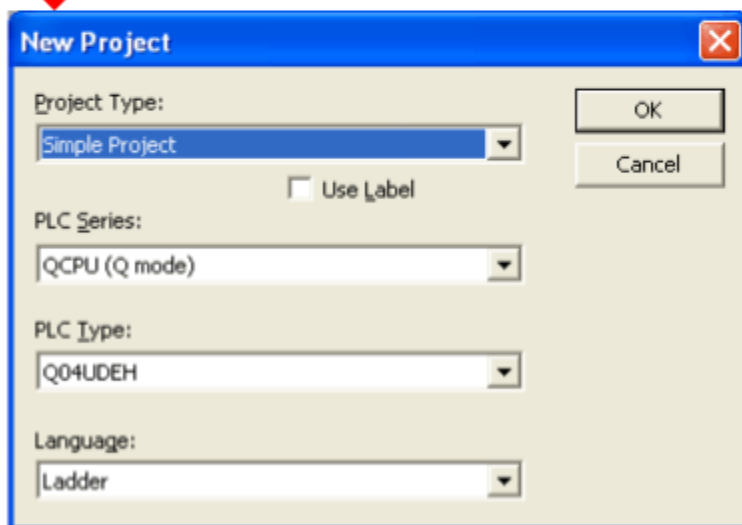 New Project
Project Type:
OK
Simple Project
Cancel
Use Label
PLC Series:
QCPU (Q mode)
PLC Type:
Q04UDEH
Language:
Ladder